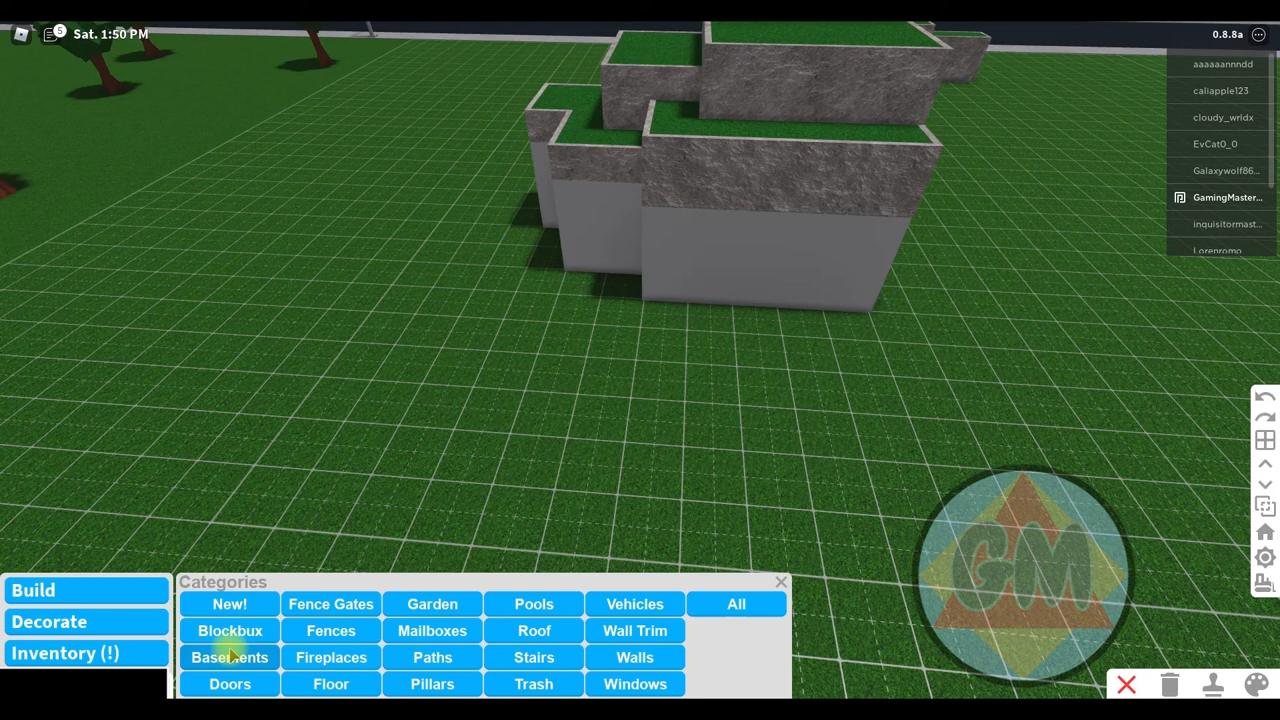 5 Sat. 1:50 PM
0.8.8a
aaaaaannndd
caliapple123
cloudy_wrldx
EvCat0_0
Galaxywolf86...
GamingMaster...
inquisitormast...
Lorenromo
Build
Decorate
Inventory (!)
Categories
New! Fence Gates Garden Pools Vehicles All
Blockbux Fences Mailboxes Roof Wall Trim
Basements Fireplaces Paths Stairs Walls
Doors Floor Pillars Trash Windows
GM